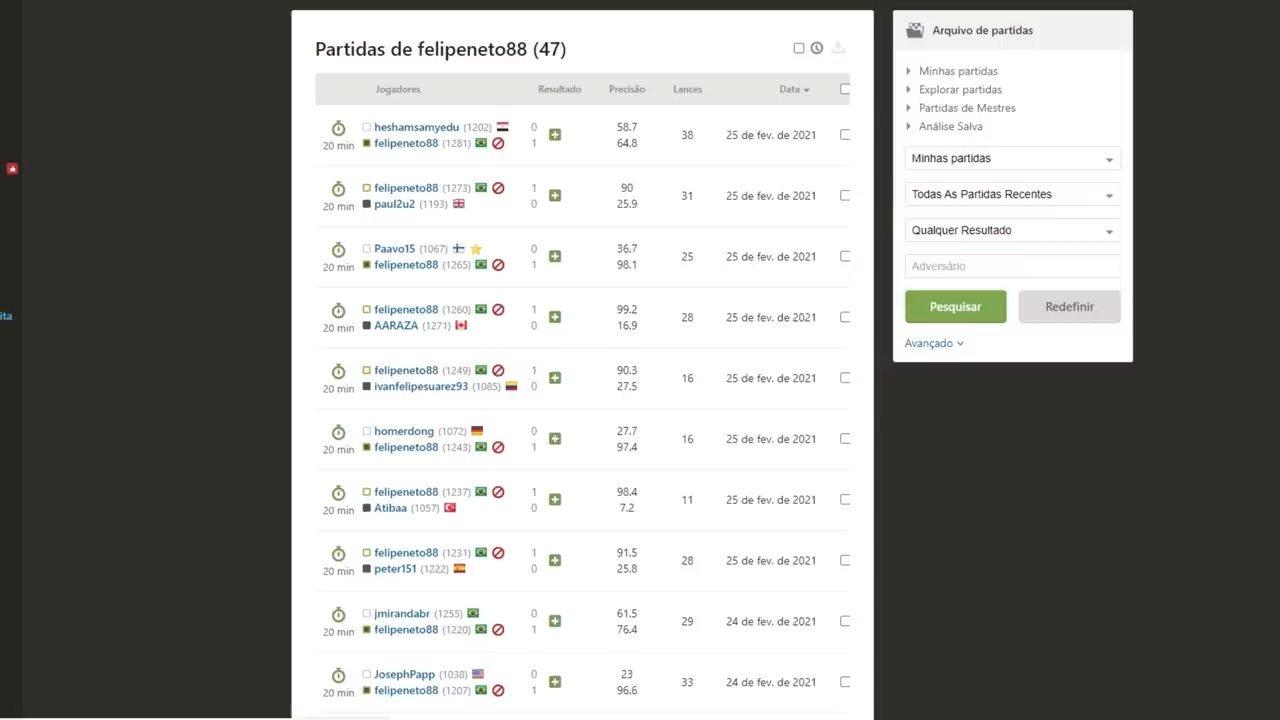 Partidas de felipeneto88 (47)
Jogadores Resultado Precisão Lances Data
heshamsamyedu (1202) 0 58.7
20 min felipeneto88 (1281) 1 64.8 38 25 de fev. de 2021
felipeneto88 (1273) 1 90
20 min paul2u2 (1193) 0 25.9 31 25 de fev. de 2021
Paavo15 (1067) 0 36.7
20 min felipeneto88 (1265) 1 98.1 25 25 de fev. de 2021
felipeneto88 (1260) 1 99.2
20 min AARAZA (1271) 0 16.9 28 25 de fev. de 2021
felipeneto88 (1249) 1 90.3
20 min ivanfelipesuarez93 (1085) 0 27.5 16 25 de fev. de 2021
homerdong (1072) 0 27.7
20 min felipeneto88 (1243) 1 97.4 16 25 de fev. de 2021
felipeneto88 (1237) 1 98.4
20 min Atibaa (1057) 0 7.2 11 25 de fev. de 2021
felipeneto88 (1231) 1 91.5
20 min peter151 (1222) 0 25.8 28 25 de fev. de 2021
jmirandabr (1255) 0 61.5
20 min felipeneto88 (1220) 1 76.4 29 24 de fev. de 2021
JosephPapp (1038) 0 23
20 min felipeneto88 (1207) 1 96.6 33 24 de fev. de 2021
Arquivo de partidas
Minhas partidas
Explorar partidas
Partidas de Mestres
Análise Salva
Minhas partidas
Todas As Partidas Recentes
Qualquer Resultado
Adversário
Pesquisar Redefinir
Avançado
ita